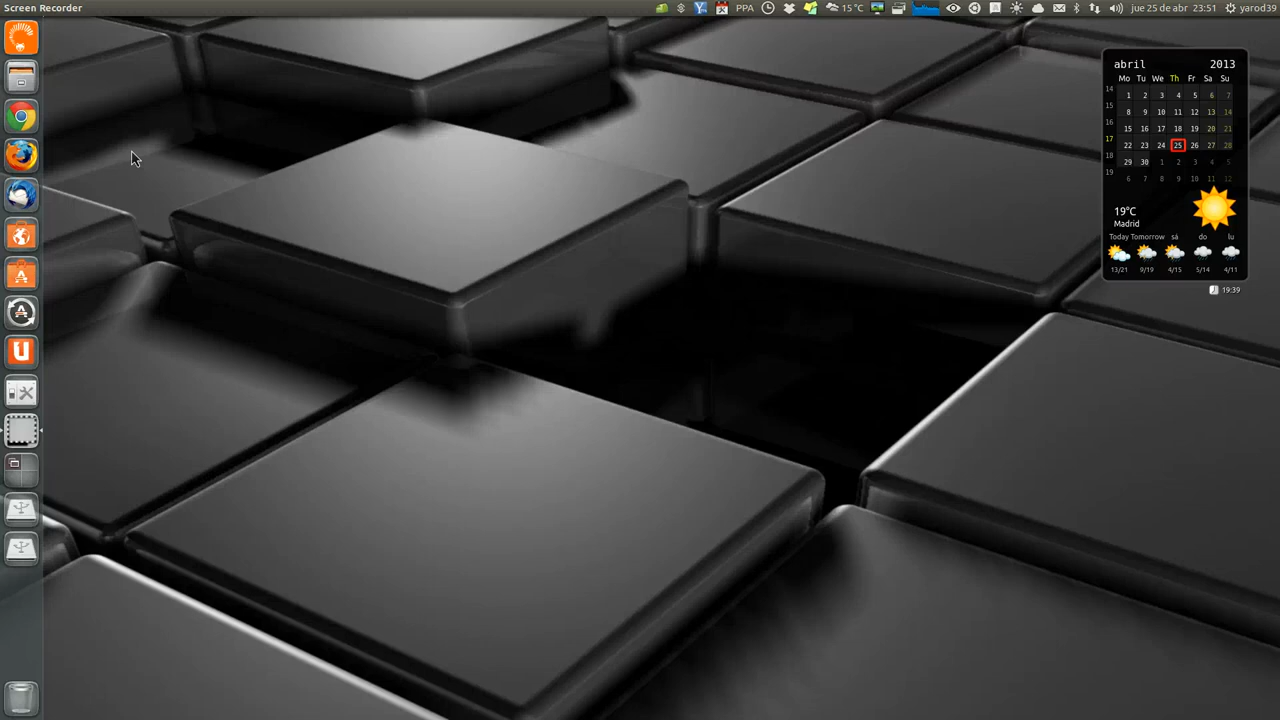 Screen Recorder
PPA
15 °C
jue 25 de abr 23:51
yarod39
abril 2013
Mo Tu We Th Fr Sa Su
14 1 2 3 4 5 6 7
15 8 9 10 11 12 13 14
16 15 16 17 18 19 20 21
17 22 23 24 25 26 27 28
18 29 30 1 2 3 4 5
19 6 7 8 9 10 11 12
19°C
Madrid
Today Tomorrow sá do lu
13/21 9/19 4/15 5/14 4/11
19:39